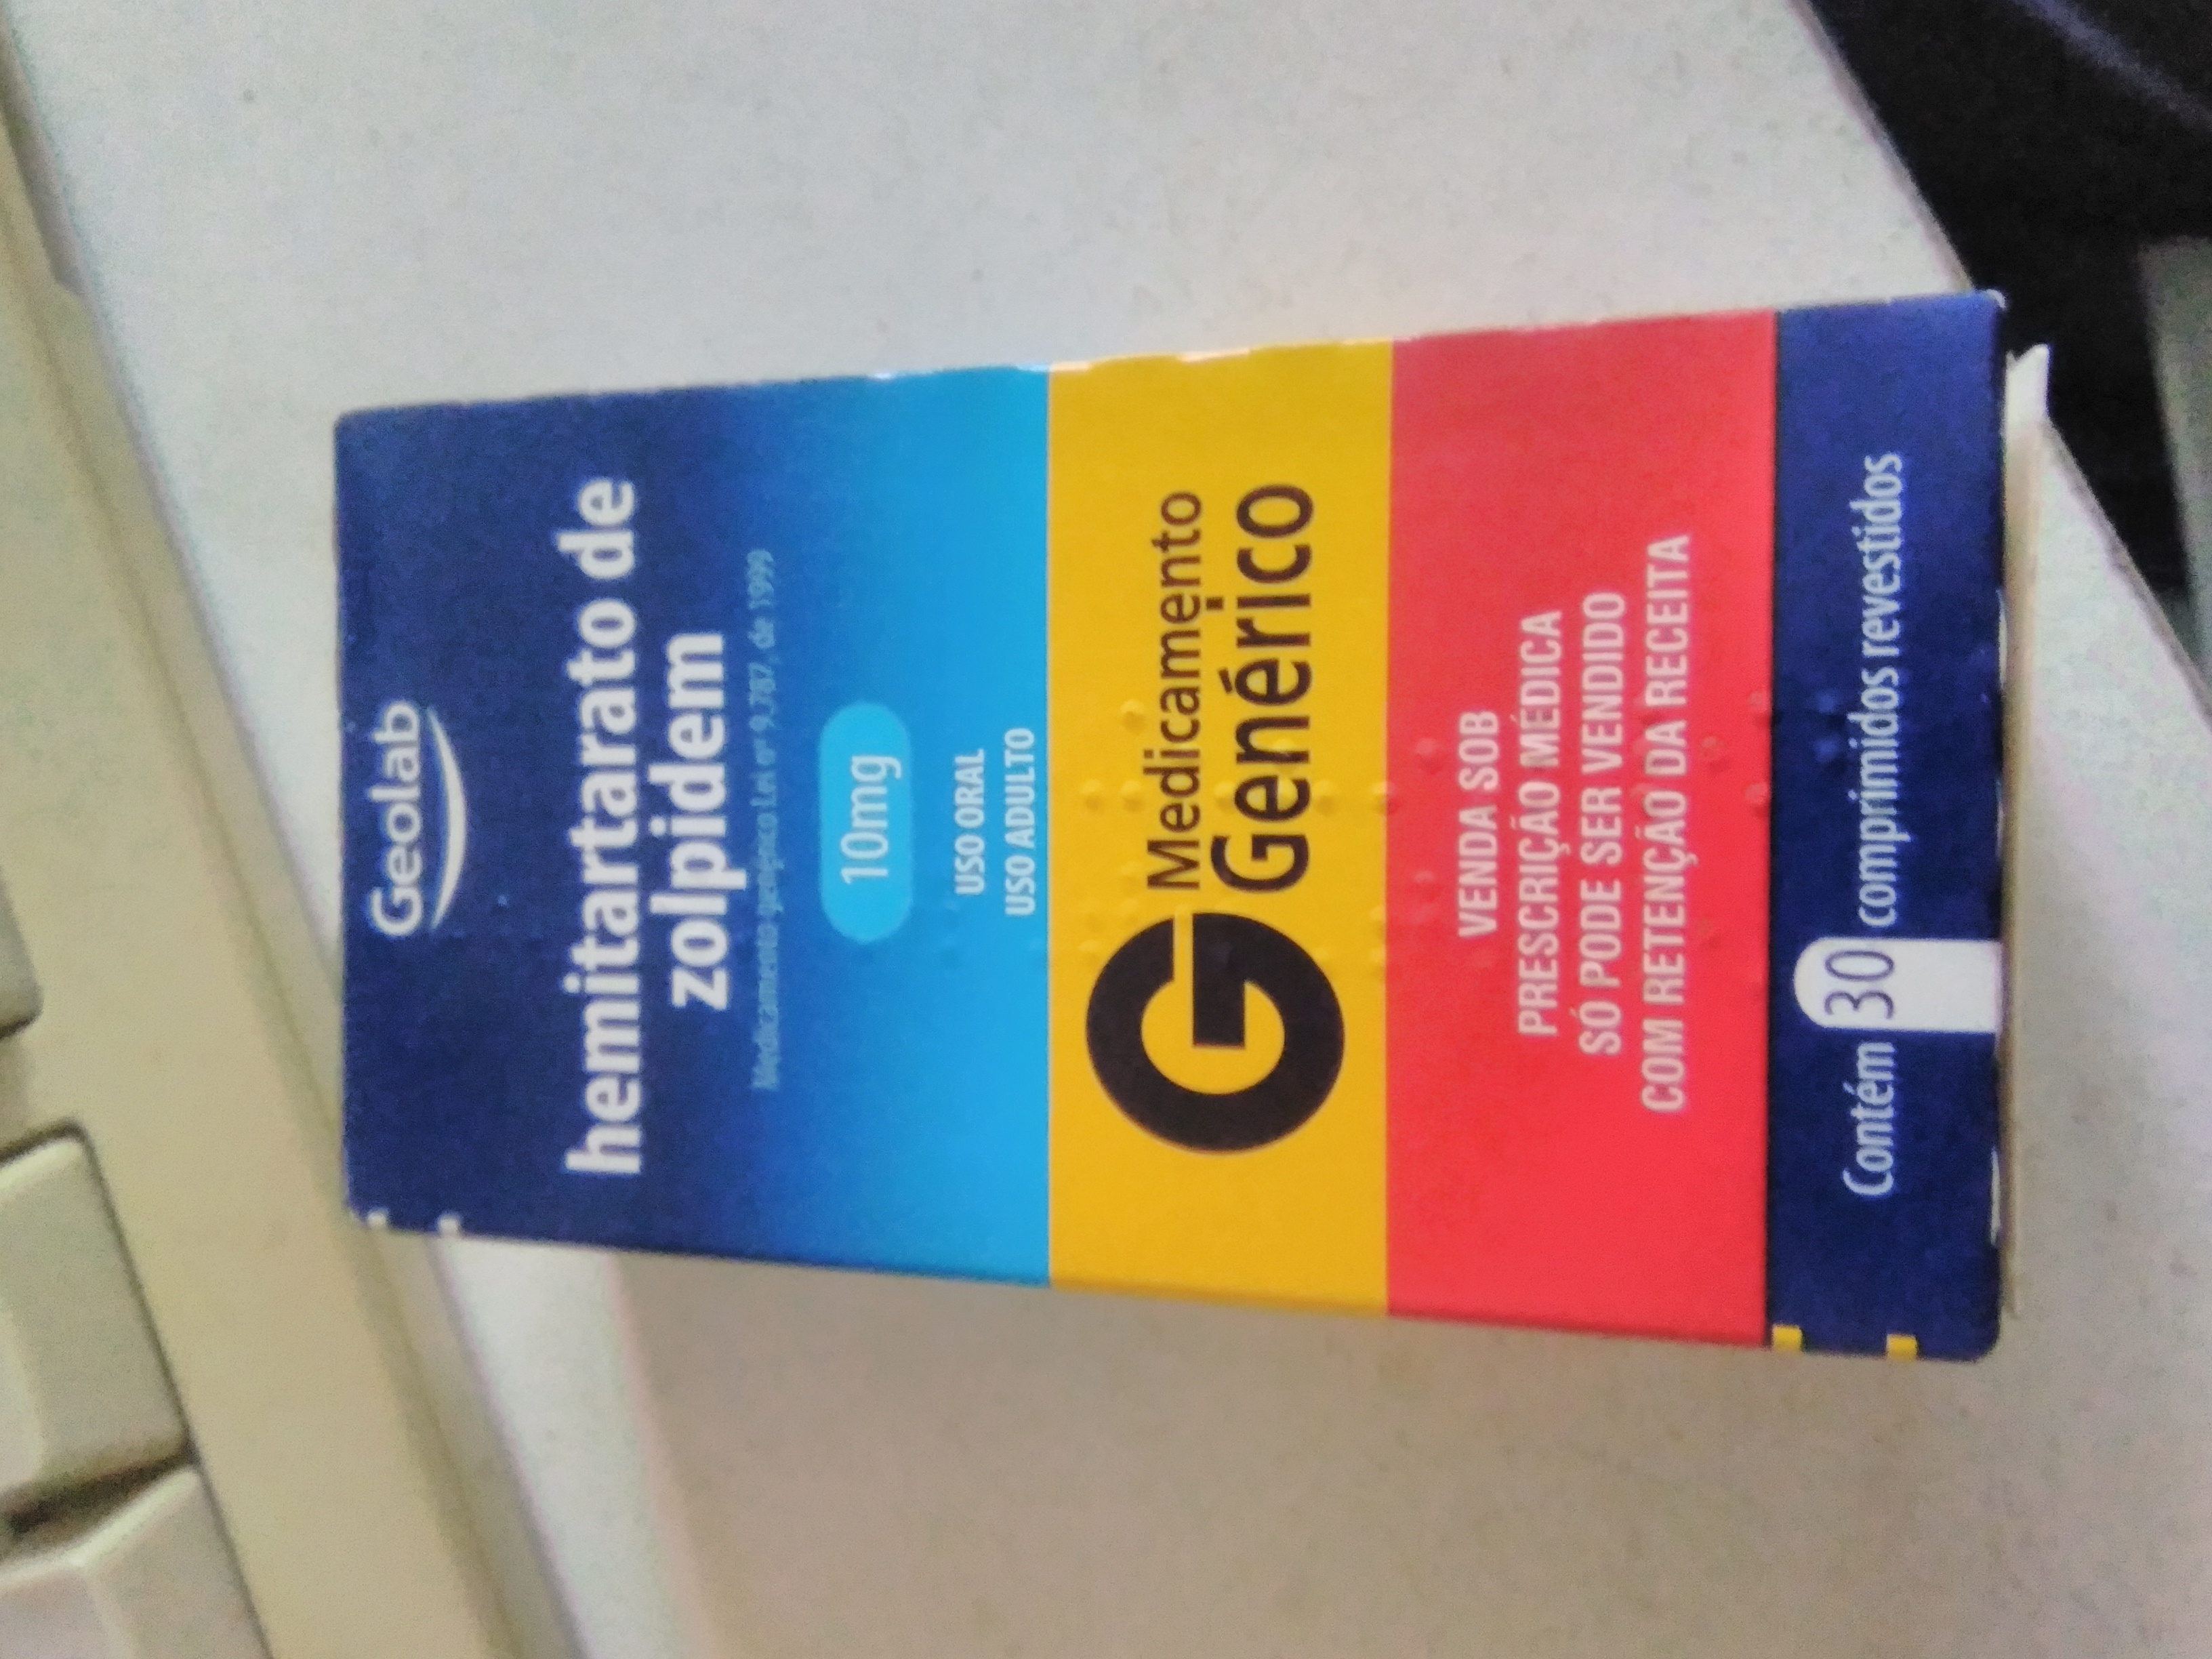 Geolab
hemitartarato de
zolpidem
Medicamento genérico Lei nº 9.787, de 1999
10mg
USO ORAL
USO ADULTO
G Medicamento
Genérico
VENDA SOB
PRESCRIÇÃO MÉDICA
SÓ PODE SER VENDIDO
COM RETENÇÃO DA RECEITA
Contém 30 comprimidos revestidos